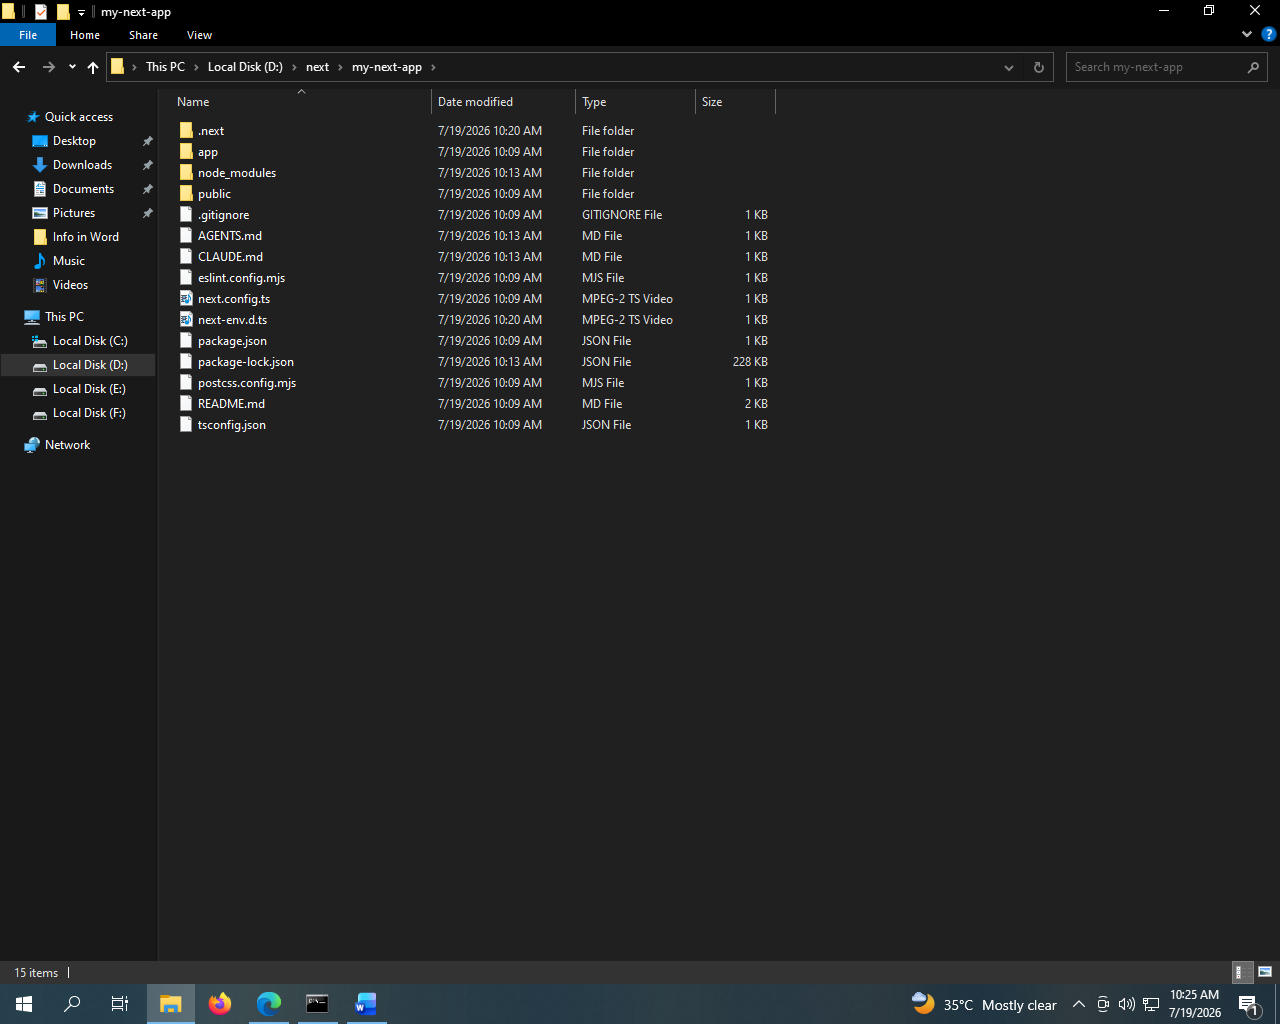 my-next-app
File Home Share View
This PC Local Disk (D:) next my-next-app
Search my-next-app
Name Date modified Type Size
Quick access
Desktop
Downloads
Documents
Pictures
Info in Word
Music
Videos
This PC
Local Disk (C:)
Local Disk (D:)
Local Disk (E:)
Local Disk (F:)
Network
.next 7/19/2026 10:20 AM File folder
app 7/19/2026 10:09 AM File folder
node_modules 7/19/2026 10:13 AM File folder
public 7/19/2026 10:09 AM File folder
.gitignore 7/19/2026 10:09 AM GITIGNORE File 1 KB
AGENTS.md 7/19/2026 10:13 AM MD File 1 KB
CLAUDE.md 7/19/2026 10:13 AM MD File 1 KB
eslint.config.mjs 7/19/2026 10:09 AM MJS File 1 KB
next.config.ts 7/19/2026 10:09 AM MPEG-2 TS Video 1 KB
next-env.d.ts 7/19/2026 10:20 AM MPEG-2 TS Video 1 KB
package.json 7/19/2026 10:09 AM JSON File 1 KB
package-lock.json 7/19/2026 10:13 AM JSON File 228 KB
postcss.config.mjs 7/19/2026 10:09 AM MJS File 1 KB
README.md 7/19/2026 10:09 AM MD File 2 KB
tsconfig.json 7/19/2026 10:09 AM JSON File 1 KB
15 items
35°C Mostly clear
10:25 AM
7/19/2026
1